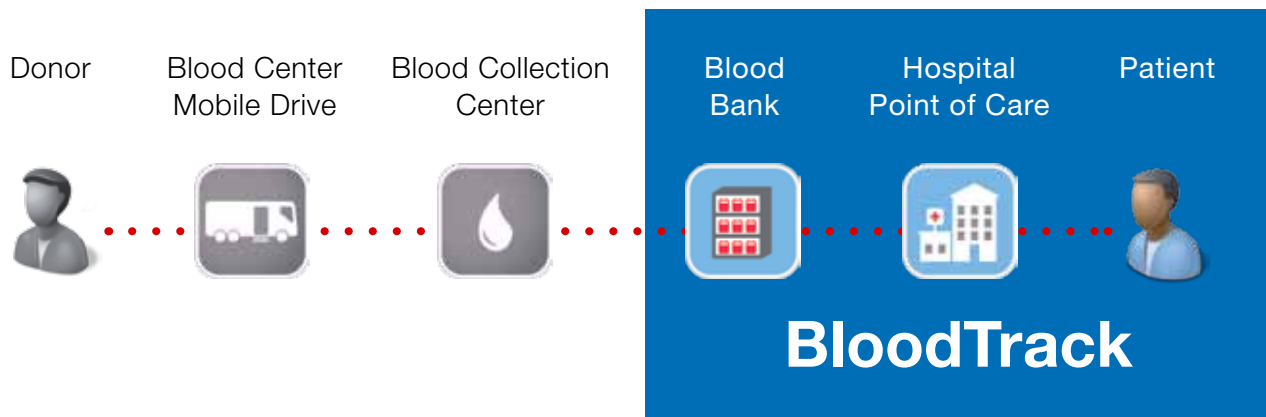 Donor
Blood Center
Mobile Drive
Blood Collection
Center
Blood
Bank
Hospital
Point of Care
Patient
BloodTrack